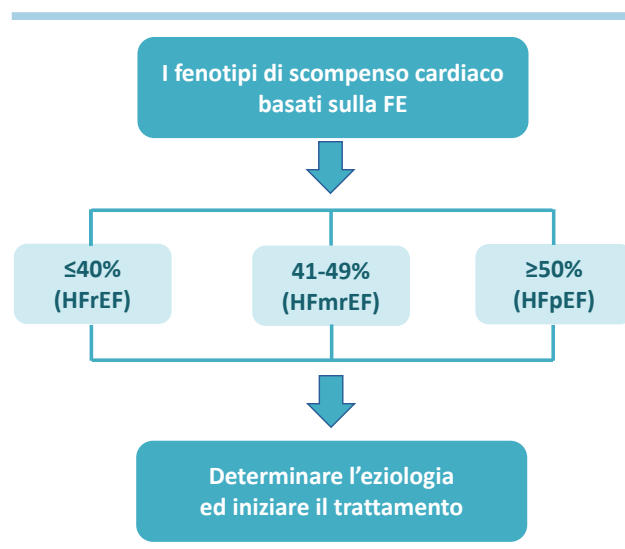 I fenotipi di scompenso cardiaco
basati sulla FE
≤40%
(HFrEF)
41-49%
(HFmrEF)
≥50%
(HFpEF)
Determinare l'eziologia
ed iniziare il trattamento